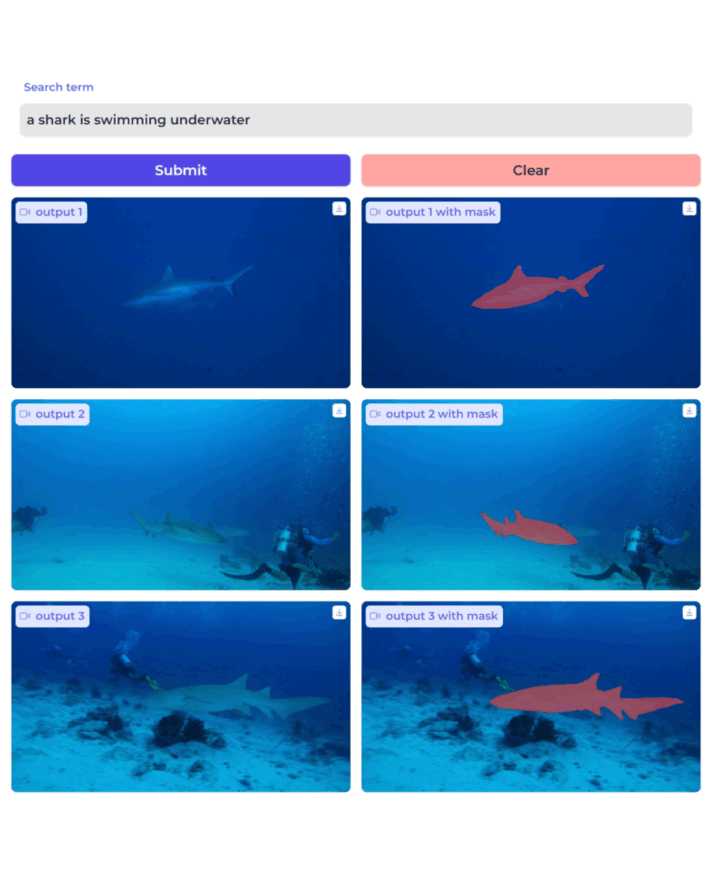 Search term
a shark is swimming underwater
Submit
Clear
output 1
output 1 with mask
output 2
output 2 with mask
output 3
output 3 with mask